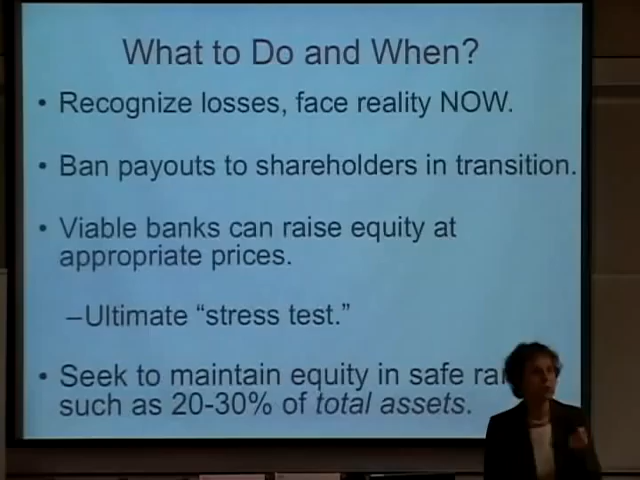 What to Do and When?
• Recognize losses, face reality NOW.
• Ban payouts to shareholders in transition.
• Viable banks can raise equity at
appropriate prices.
–Ultimate “stress test.”
• Seek to maintain equity in safe
such as 20-30% of total assets.